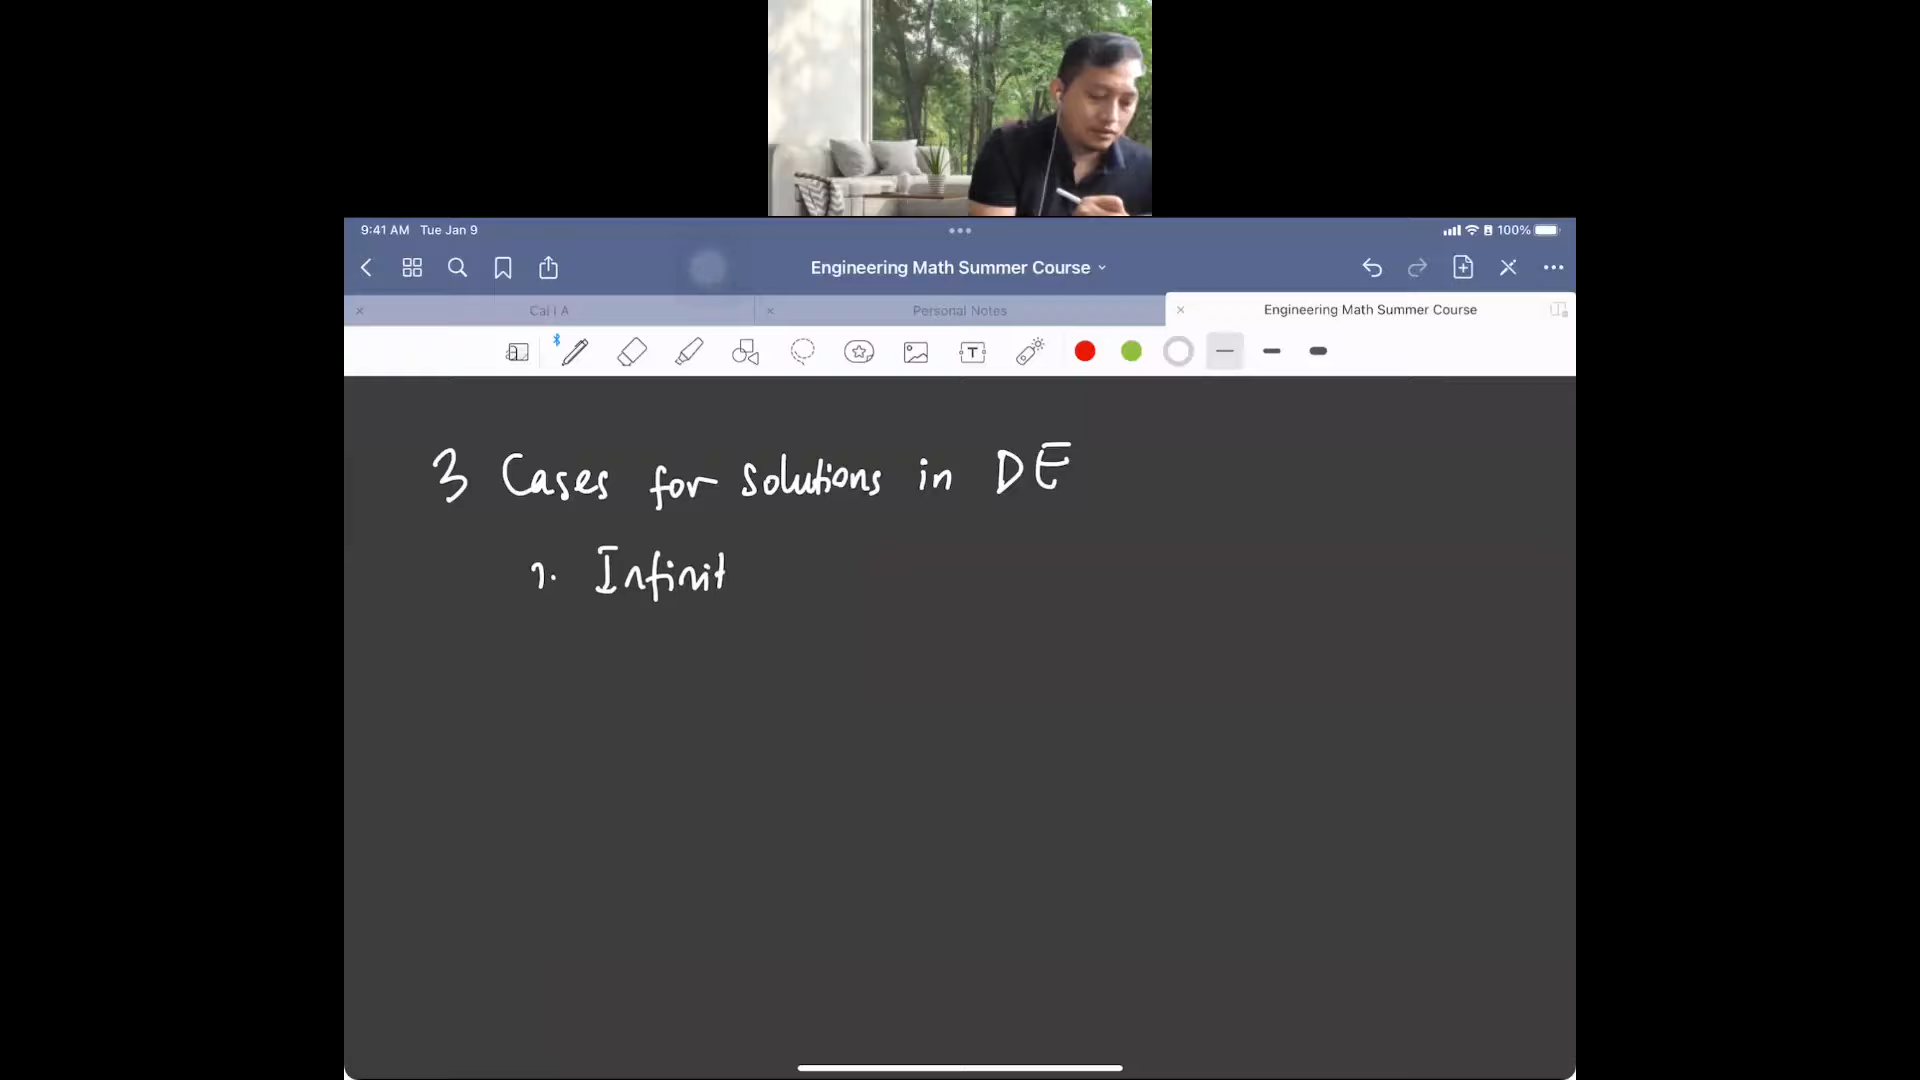 9:41 AM Tue Jan 9
100%
Engineering Math Summer Course
Cal I A
Personal Notes
Engineering Math Summer Course
T
3 Cases for solutions in DE
1. Infinit